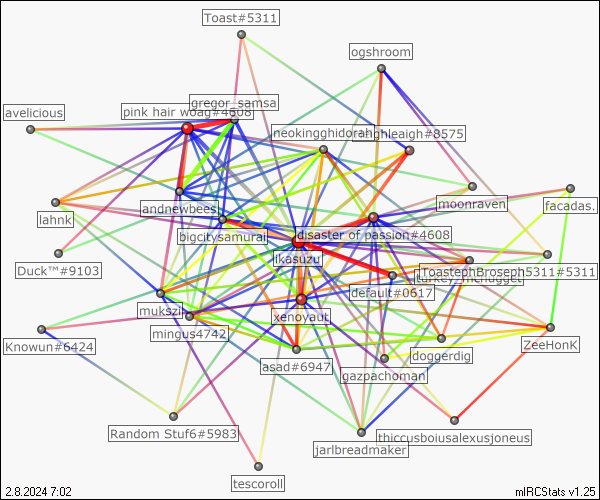 Toast#5311
ogshroom
gregor_samsa
avelicious
pink hair woag#4608
neokingghidorah
hghleigh#8575
moonraven
facadas.
andnewbees
lahnk
bigcitysamurai
disaster of passion#4608
ikasuzu
Duck™#9103
ToastephBroseph5311#5311
turkey_mcnugget
default#0617
mukszil
xenoyaut
mingus4742
Knowun#6424
ZeeHonK
doggerdig
asad#6947
gazpachoman
Random Stuf6#5983
thiccusboiusalexusjoneus
jarlbreadmaker
tescoroll
2.8.2024 7:02
mIRCStats v1.25